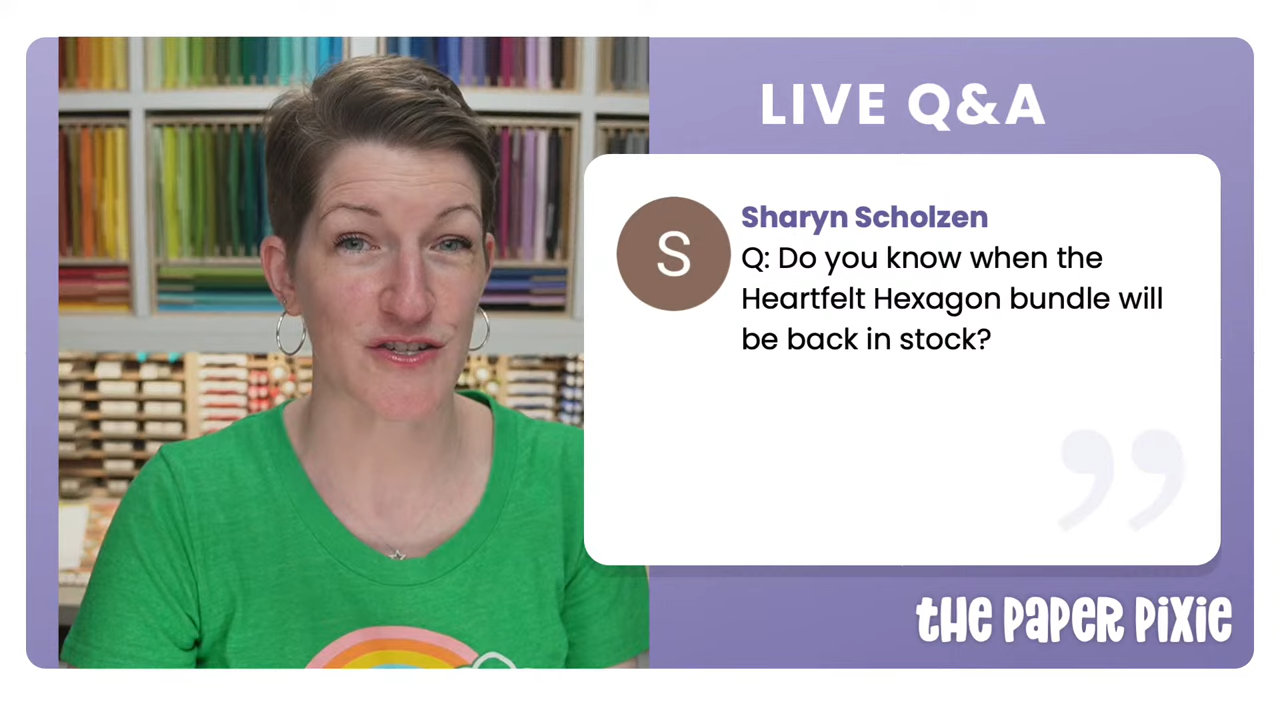 LIVE Q&A
S
Sharyn Scholzen
Q: Do you know when the
Heartfelt Hexagon bundle will
be back in stock?
the PAPER PiXiE